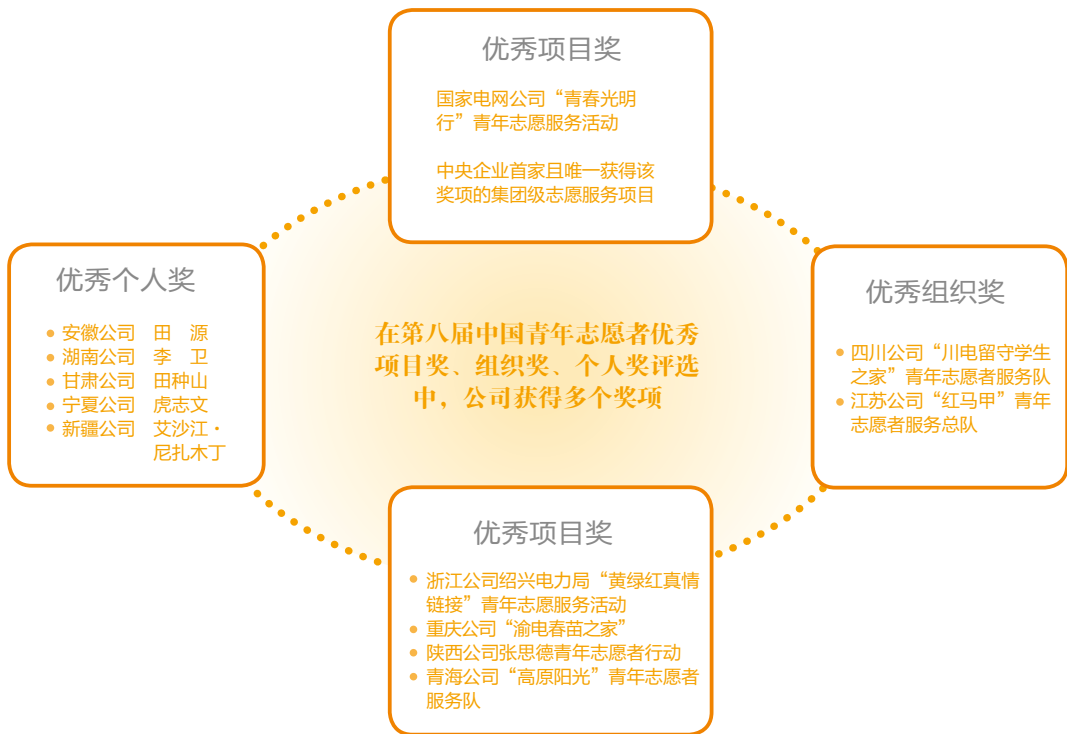 优秀项目奖
国家电网公司“青春光明
行”青年志愿服务活动
中央企业首家且唯一获得该
奖项的集团级志愿服务项目
优秀个人奖
安徽公司 田 源
湖南公司 李 卫
甘肃公司 田种山
宁夏公司 虎志文
新疆公司 艾沙江·
尼扎木丁
在第八届中国青年志愿者优秀
项目奖、组织奖、个人奖评选
中，公司获得多个奖项
优秀组织奖
四川公司“川电留守学生
之家”青年志愿者服务队
江苏公司“红马甲”青年
志愿者服务总队
优秀项目奖
浙江公司绍兴电力局“黄绿红真情
链接”青年志愿服务活动
重庆公司“渝电春苗之家”
陕西公司张思德青年志愿者行动
青海公司“高原阳光”青年志愿者
服务队